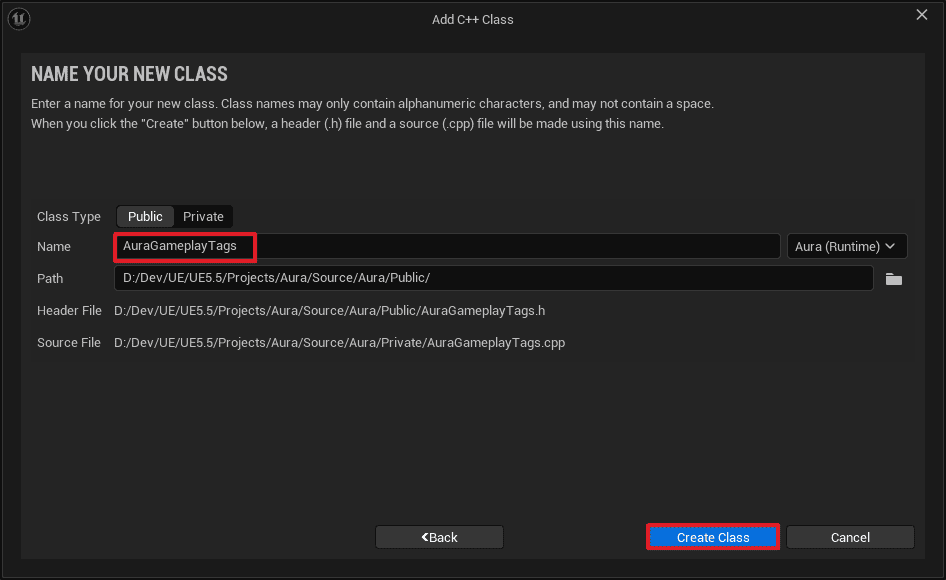 Add C++ Class
NAME YOUR NEW CLASS
Enter a name for your new class. Class names may only contain alphanumeric characters, and may not contain a space.
When you click the "Create" button below, a header (.h) file and a source (.cpp) file will be made using this name.
Class Type Public Private
Name AuraGameplayTags Aura (Runtime)
Path D:/Dev/UE/UE5.5/Projects/Aura/Source/Aura/Public/
Header File D:/Dev/UE/UE5.5/Projects/Aura/Source/Aura/Public/AuraGameplayTags.h
Source File D:/Dev/UE/UE5.5/Projects/Aura/Source/Aura/Private/AuraGameplayTags.cpp
Back Create Class Cancel